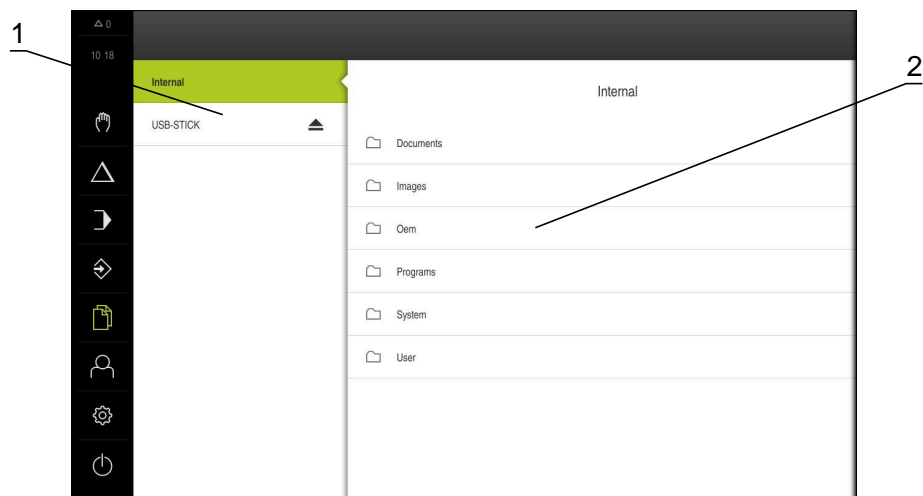 1
△ 0
10 18
Internal
USB-STICK
Internal
2
Documents
Images
Oem
Programs
System
User